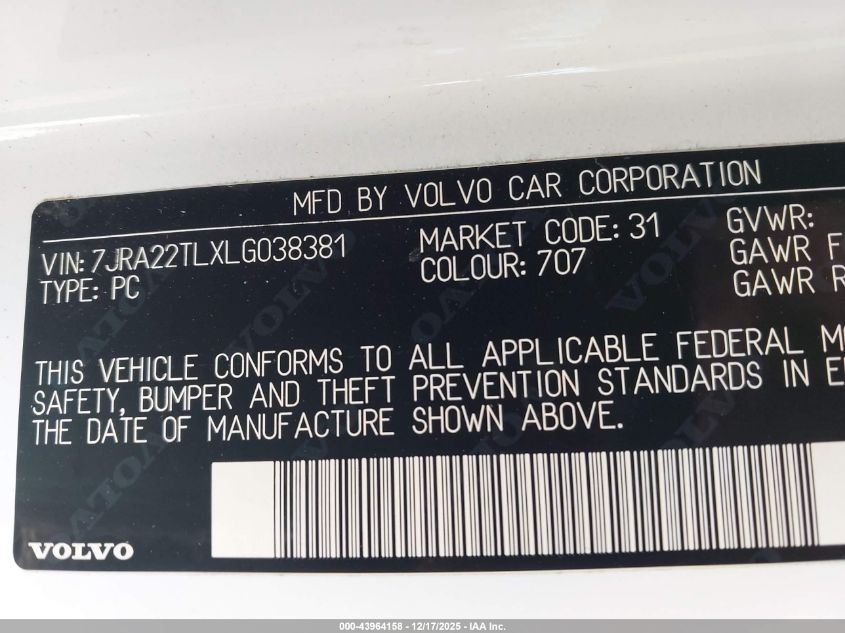 MFD BY VOLVO CAR CORPORATION
VIN: 7JRA22TLXLG038381 MARKET CODE: 31 GVWR:
TYPE: PC COLOUR: 707 GAWR F
GAWR R
THIS VEHICLE CONFORMS TO ALL APPLICABLE FEDERAL MO
SAFETY, BUMPER AND THEFT PREVENTION STANDARDS IN E
THE DATE OF MANUFACTURE SHOWN ABOVE.
VOLVO
000-43964158 - 12/17/2025 - IAA Inc.